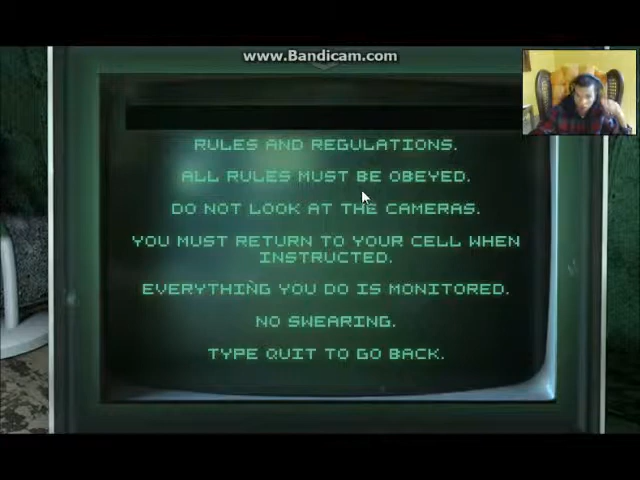 www.Bandicam.com
RULES AND REGULATIONS.
ALL RULES MUST BE OBEYED.
DO NOT LOOK AT THE CAMERAS.
YOU MUST RETURN TO YOUR CELL WHEN
INSTRUCTED.
EVERYTHING YOU DO IS MONITORED.
NO SWEARING.
TYPE QUIT TO GO BACK.